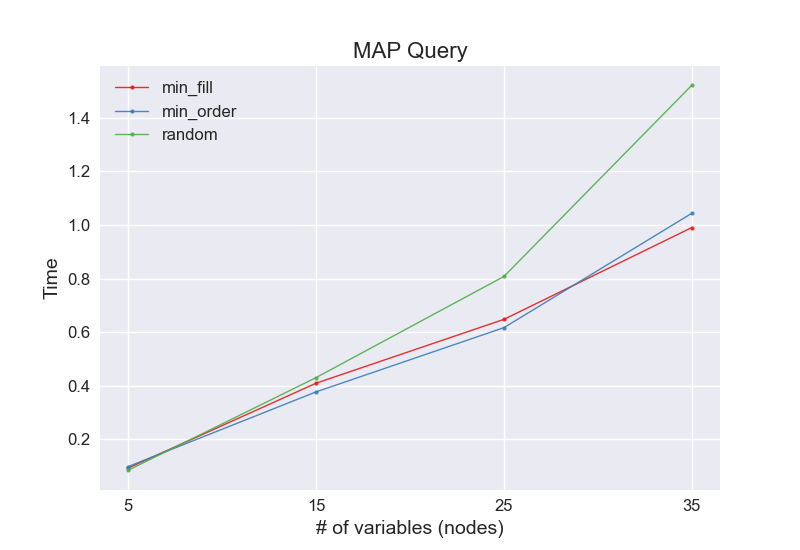 MAP Query
min_fill
min_order
random
1.4
1.2
1.0
0.8
0.6
0.4
0.2
Time
5 15 25 35
# of variables (nodes)